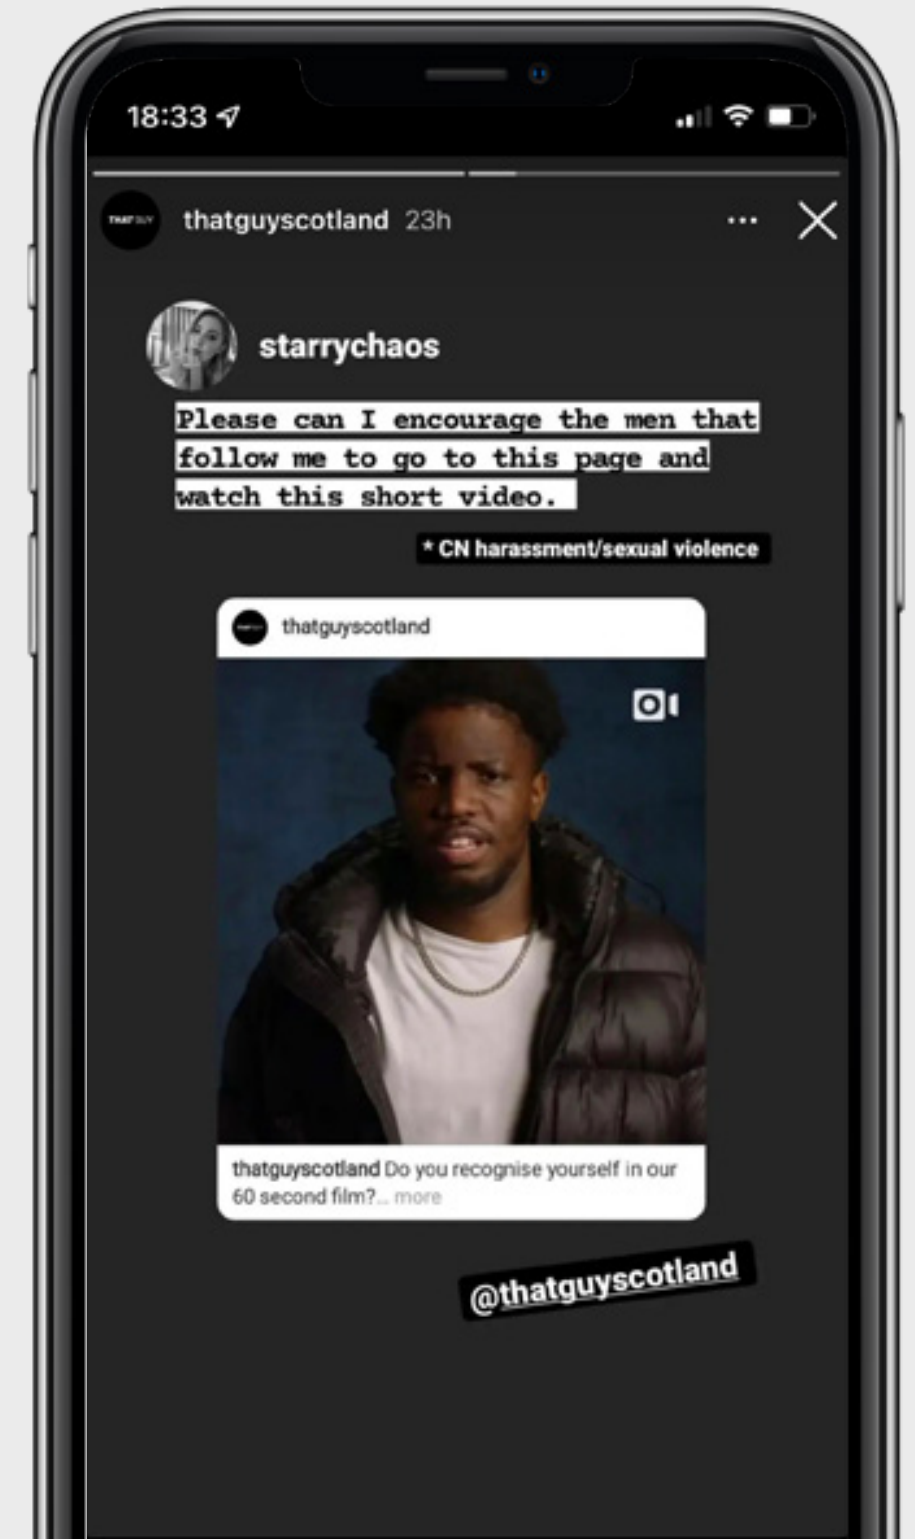 18:33
THAT GUY
thatguyscotland 23h
starrychaos
Please can I encourage the men that
follow me to go to this page and
watch this short video.
* CN harassment/sexual violence
thatguyscotland
thatguyscotland Do you recognise yourself in our
60 second film?... more
@thatguyscotland